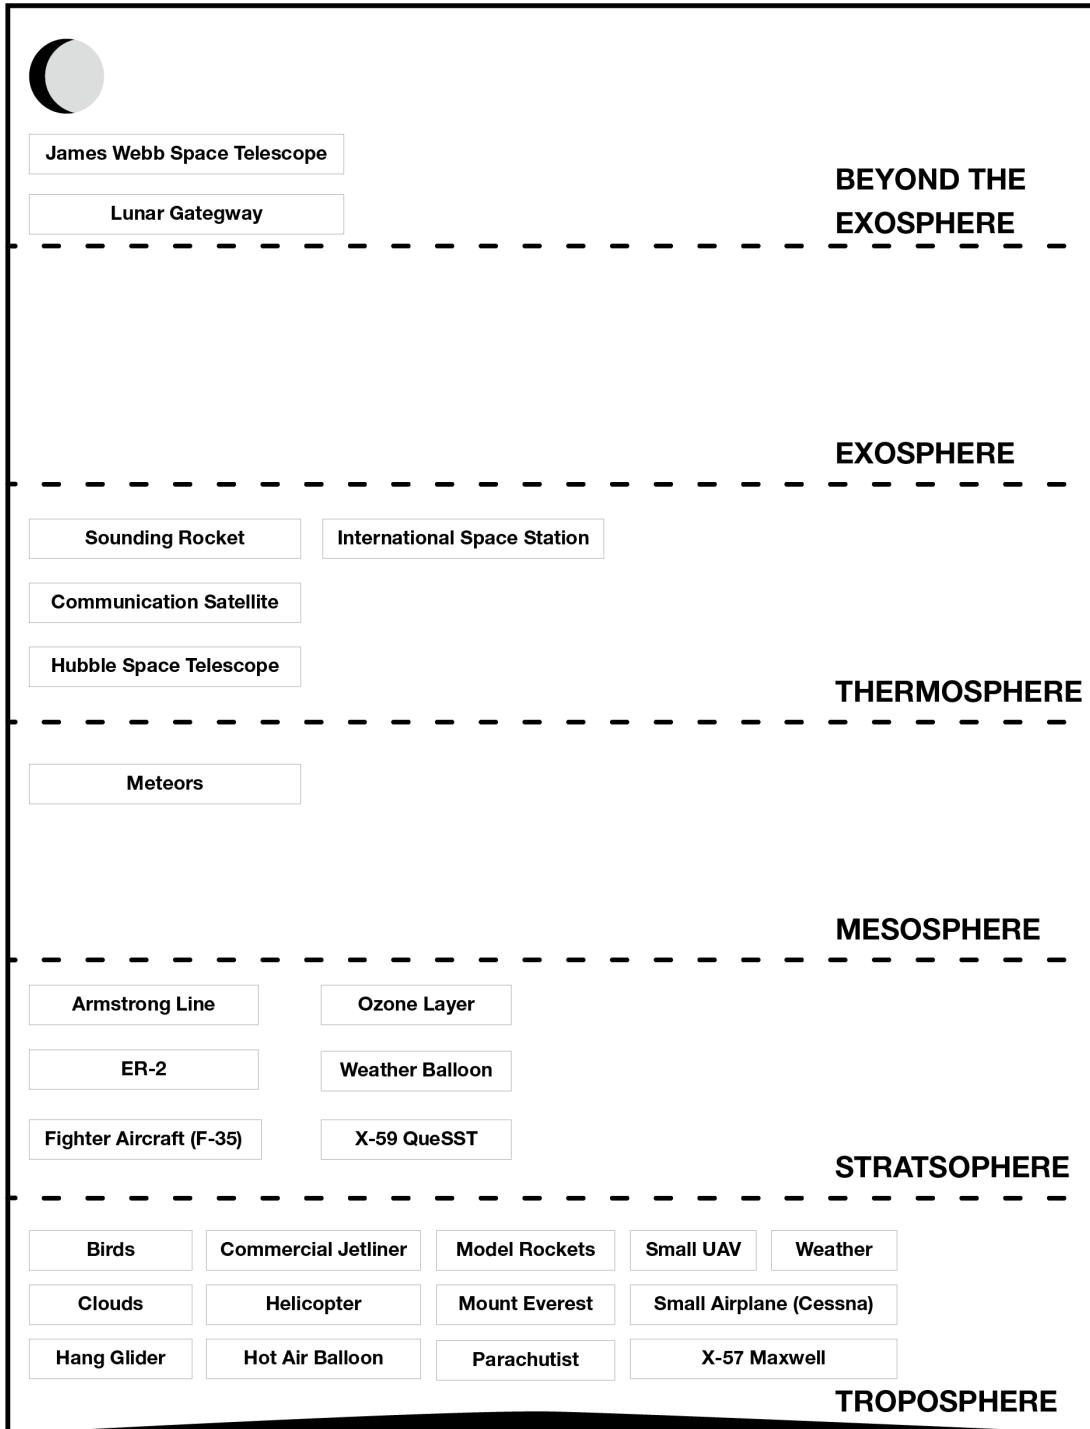 James Webb Space Telescope
Lunar Gategway
BEYOND THE
EXOSPHERE
EXOSPHERE
Sounding Rocket
International Space Station
Communication Satellite
Hubble Space Telescope
THERMOSPHERE
Meteors
MESOSPHERE
Armstrong Line
Ozone Layer
ER-2
Weather Balloon
Fighter Aircraft (F-35)
X-59 QueSST
STRATSOPHERE
Birds
Commercial Jetliner
Model Rockets
Small UAV
Weather
Clouds
Helicopter
Mount Everest
Small Airplane (Cessna)
Hang Glider
Hot Air Balloon
Parachutist
X-57 Maxwell
TROPOSPHERE